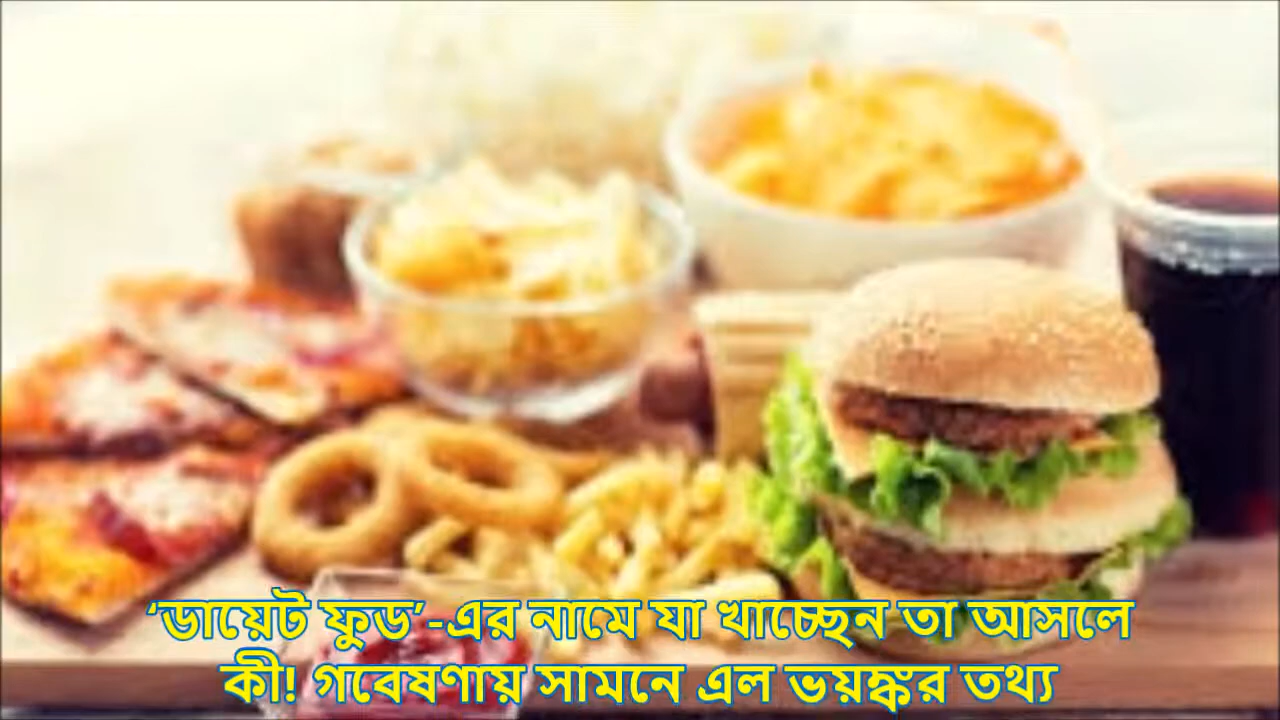 ‘ডায়েট ফুড’ -এর নামে যা খাচ্ছেন তা আসলে
কী! গবেষণায় সামনে এল ভয়ঙ্কর তথ্য